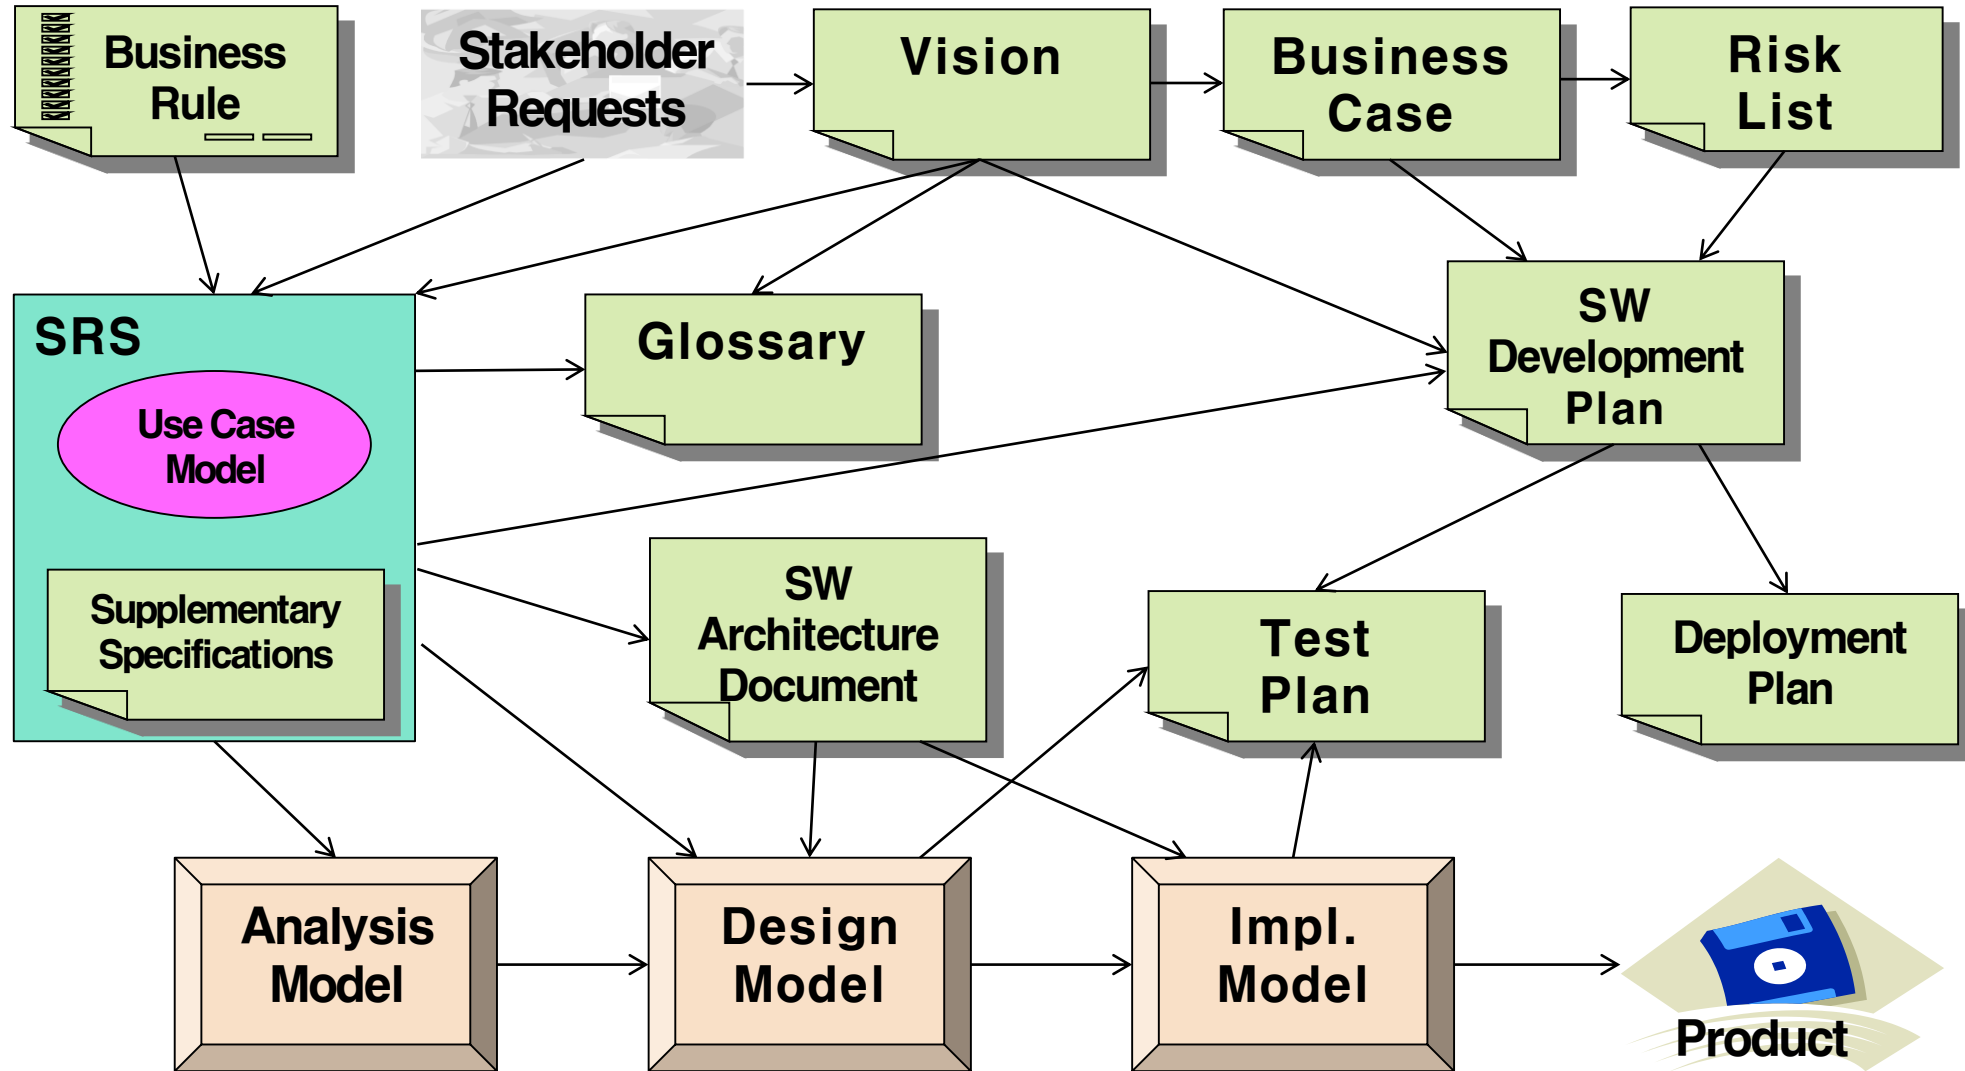 Business
Rule
Stakeholder
Requests
Vision
Business
Case
Risk
List
SRS
Use Case
Model
Supplementary
Specifications
Glossary
SW
Development
Plan
SW
Architecture
Document
Test
Plan
Deployment
Plan
Analysis
Model
Design
Model
Impl.
Model
Product